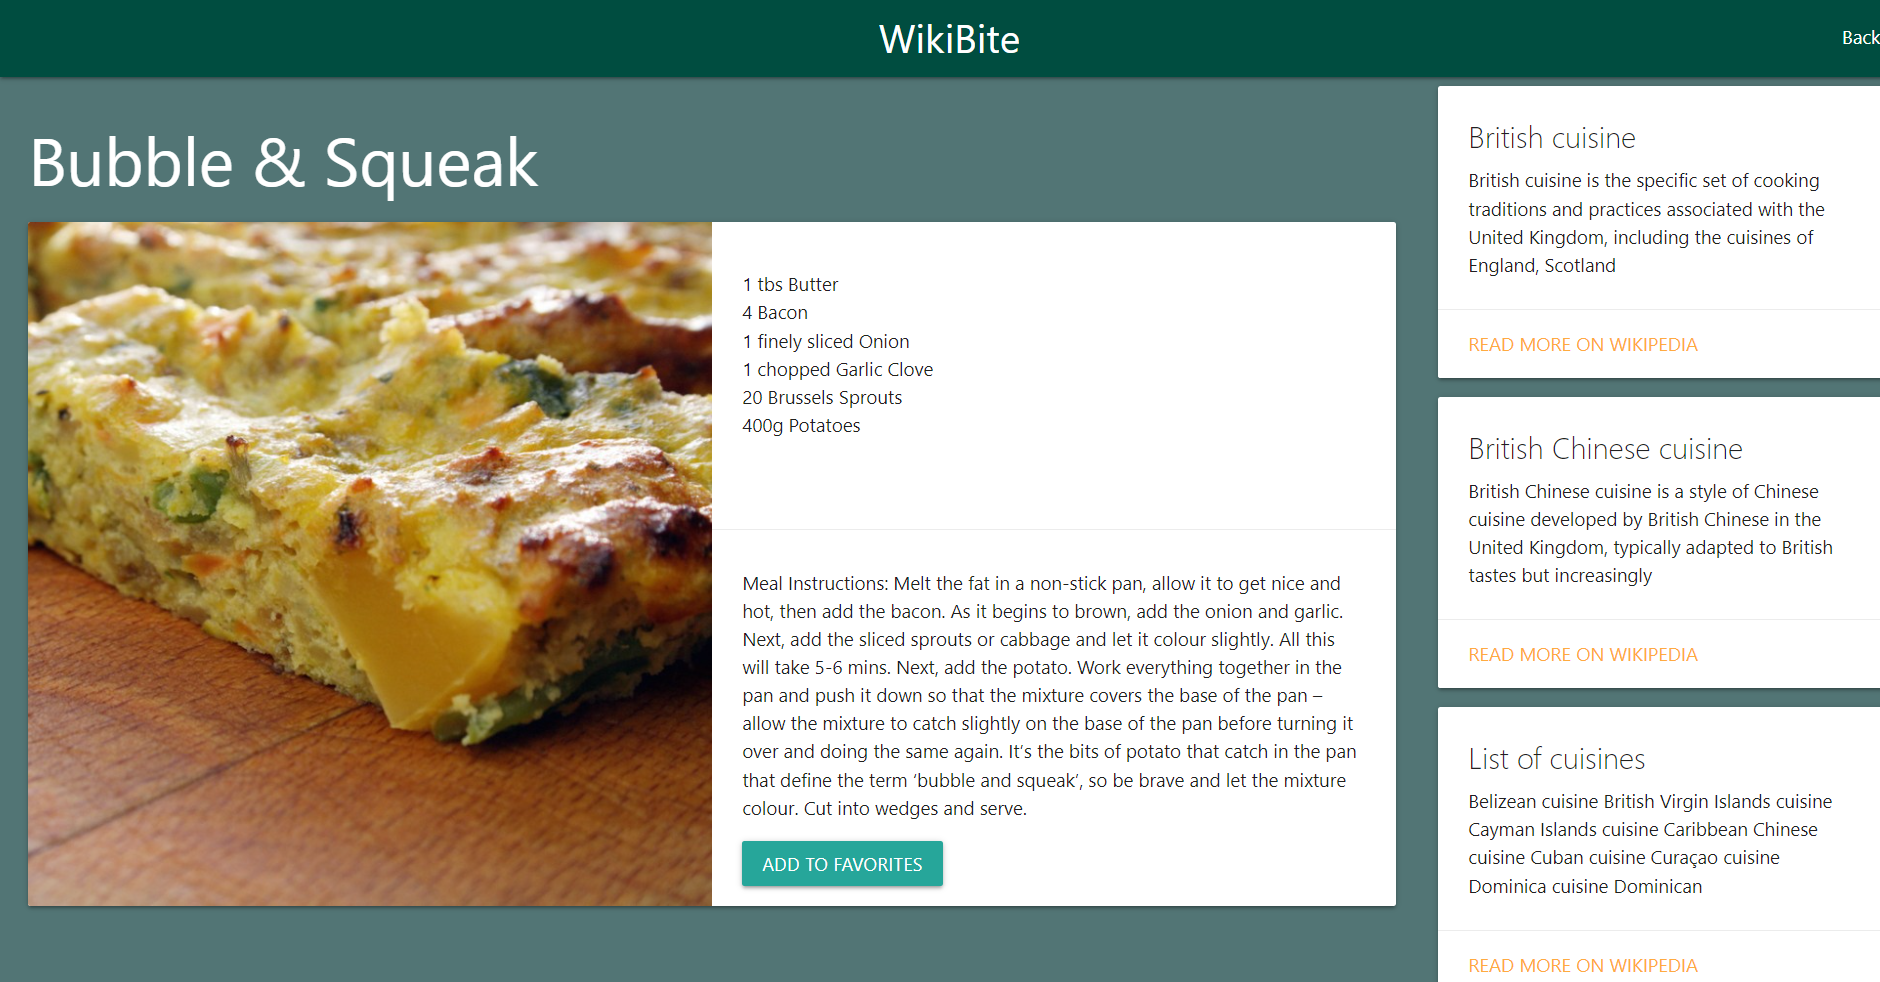 WikiBite
Back
Bubble & Squeak
1 tbs Butter
4 Bacon
1 finely sliced Onion
1 chopped Garlic Clove
20 Brussels Sprouts
400g Potatoes
Meal Instructions: Melt the fat in a non-stick pan, allow it to get nice and
hot, then add the bacon. As it begins to brown, add the onion and garlic.
Next, add the sliced sprouts or cabbage and let it colour slightly. All this
will take 5-6 mins. Next, add the potato. Work everything together in the
pan and push it down so that the mixture covers the base of the pan –
allow the mixture to catch slightly on the base of the pan before turning it
over and doing the same again. It’s the bits of potato that catch in the pan
that define the term ‘bubble and squeak’, so be brave and let the mixture
colour. Cut into wedges and serve.
ADD TO FAVORITES
British cuisine
British cuisine is the specific set of cooking
traditions and practices associated with the
United Kingdom, including the cuisines of
England, Scotland
READ MORE ON WIKIPEDIA
British Chinese cuisine
British Chinese cuisine is a style of Chinese
cuisine developed by British Chinese in the
United Kingdom, typically adapted to British
tastes but increasingly
READ MORE ON WIKIPEDIA
List of cuisines
Belizean cuisine British Virgin Islands cuisine
Cayman Islands cuisine Caribbean Chinese
cuisine Cuban cuisine Curaçao cuisine
Dominica cuisine Dominican
READ MORE ON WIKIPEDIA